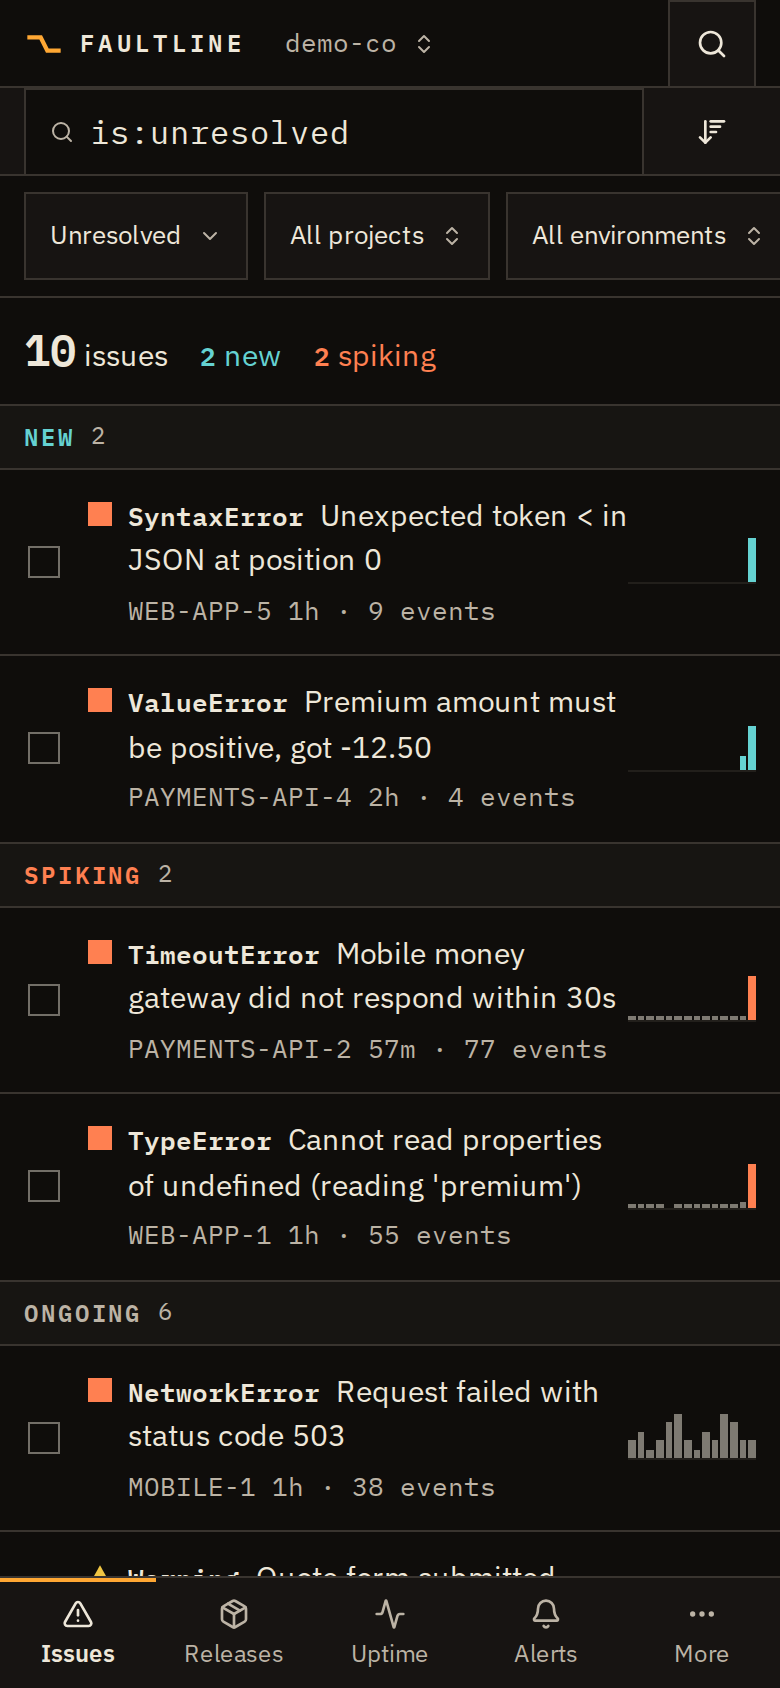 FAULTLINE demo-co
is:unresolved
Unresolved All projects All environments
10 issues 2 new 2 spiking
NEW 2
SyntaxError Unexpected token < in
JSON at position 0
WEB-APP-5 1h · 9 events
ValueError Premium amount must
be positive, got -12.50
PAYMENTS-API-4 2h · 4 events
SPIKING 2
TimeoutError Mobile money
gateway did not respond within 30s
PAYMENTS-API-2 57m · 77 events
TypeError Cannot read properties
of undefined (reading 'premium')
WEB-APP-1 1h · 55 events
ONGOING 6
NetworkError Request failed with
status code 503
MOBILE-1 1h · 38 events
Warning Quote form submitted
Issues Releases Uptime Alerts More